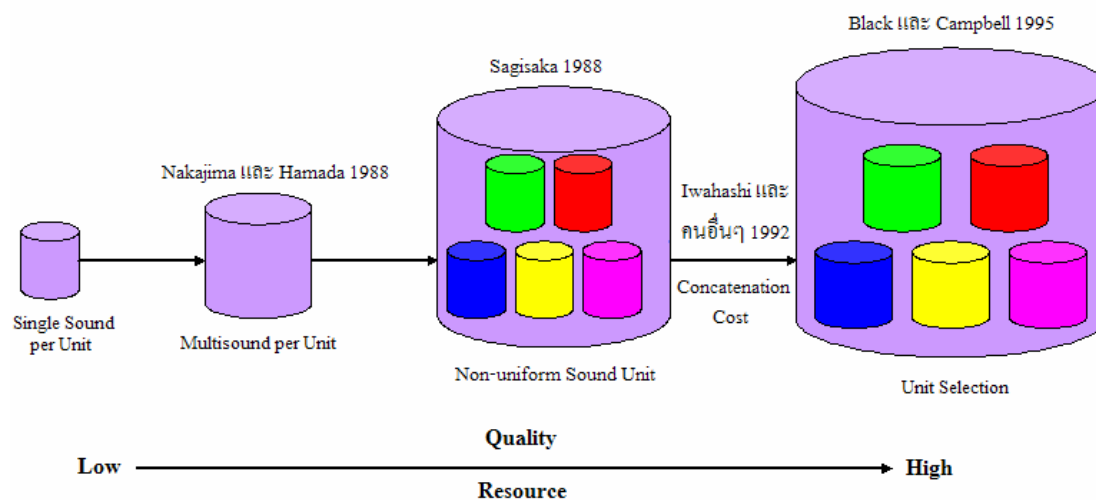 Black และ Campbell 1995
Sagisaka 1988
Nakajima และ Hamada 1988
Iwahashi และ
คนอื่นๆ 1992
Concatenation
Cost
Single Sound
per Unit
Multisound per Unit
Non-uniform Sound Unit
Unit Selection
Quality
Low
High
Resource